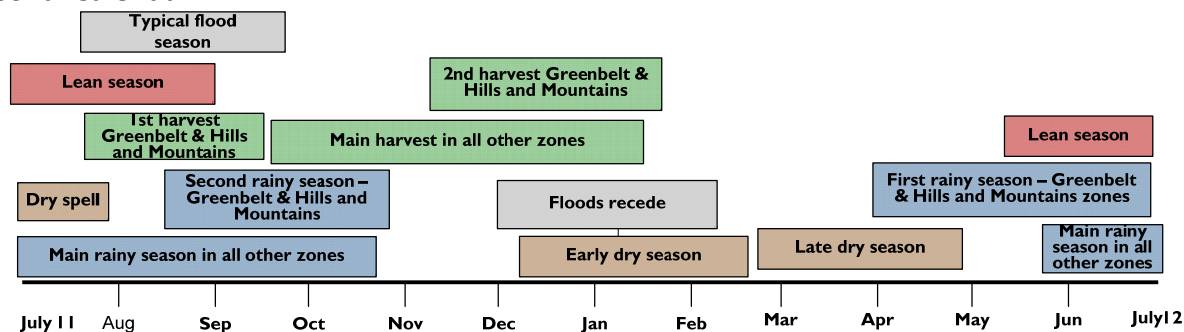 Typical flood
season
Lean season
2nd harvest Greenbelt &
Hills and Mountains
1st harvest
Greenbelt & Hills
and Mountains
Main harvest in all other zones
Lean season
Dry spell
Second rainy season –
Greenbelt & Hills and
Mountains
Floods recede
First rainy season – Greenbelt
& Hills and Mountains zones
Main rainy season in all other zones
Early dry season
Late dry season
Main rainy
season in all
other zones
July 11 Aug Sep Oct Nov Dec Jan Feb Mar Apr May Jun July12